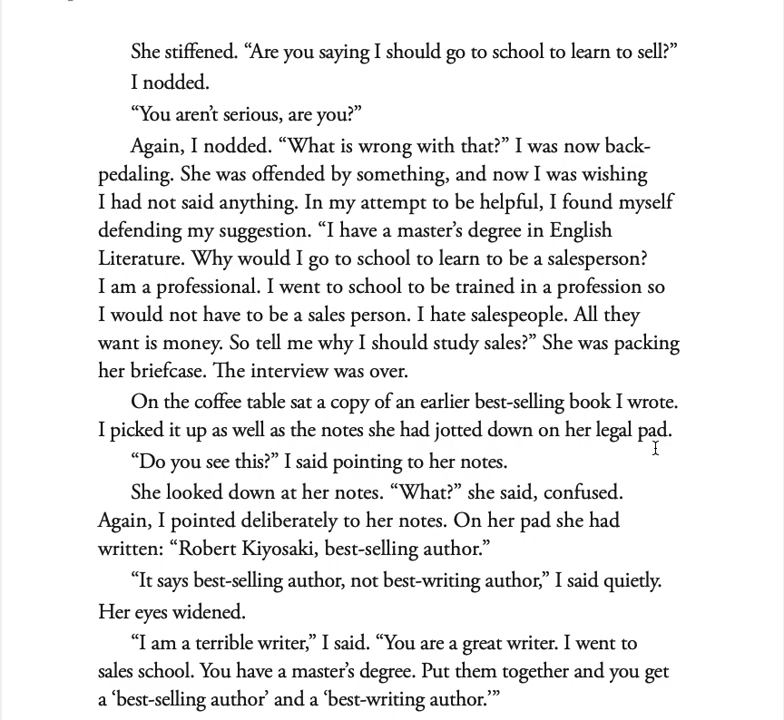 She stiffened. “Are you saying I should go to school to learn to sell?”
I nodded.
“You aren’t serious, are you?”
Again, I nodded. “What is wrong with that?” I was now back-
pedaling. She was offended by something, and now I was wishing
I had not said anything. In my attempt to be helpful, I found myself
defending my suggestion. “I have a master’s degree in English
Literature. Why would I go to school to learn to be a salesperson?
I am a professional. I went to school to be trained in a profession so
I would not have to be a sales person. I hate salespeople. All they
want is money. So tell me why I should study sales?” She was packing
her briefcase. The interview was over.
On the coffee table sat a copy of an earlier best-selling book I wrote.
I picked it up as well as the notes she had jotted down on her legal pad.
“Do you see this?” I said pointing to her notes.
She looked down at her notes. “What?” she said, confused.
Again, I pointed deliberately to her notes. On her pad she had
written: “Robert Kiyosaki, best-selling author.”
“It says best-selling author, not best-writing author,” I said quietly.
Her eyes widened.
“I am a terrible writer,” I said. “You are a great writer. I went to
sales school. You have a master’s degree. Put them together and you get
a ‘best-selling author’ and a ‘best-writing author.’”